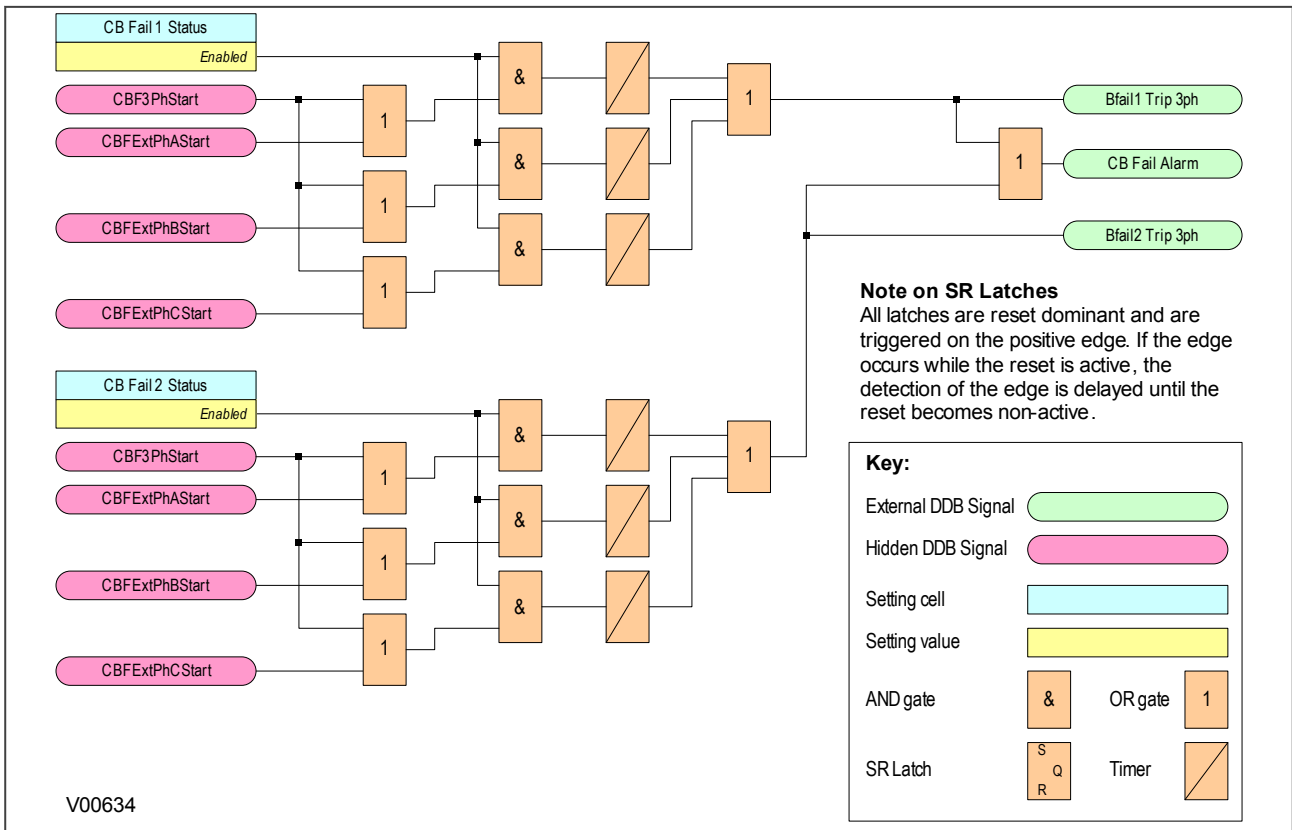 CB Fail 1 Status
Enabled
CBF3PhStart
CBFExtPhAStart
CBFExtPhBStart
CBFExtPhCStart
1
1
1
&
&
&
1
1
Bfail1 Trip 3ph
CB Fail Alarm
Bfail2 Trip 3ph
CB Fail 2 Status
Enabled
CBF3PhStart
CBFExtPhAStart
CBFExtPhBStart
CBFExtPhCStart
1
1
1
&
&
&
1
Note on SR Latches
All latches are reset dominant and are
triggered on the positive edge. If the edge
occurs while the reset is active, the
detection of the edge is delayed until the
reset becomes non-active.
Key:
External DDB Signal
Hidden DDB Signal
Setting cell
Setting value
AND gate & OR gate 1
SR Latch S Q R Timer
V00634